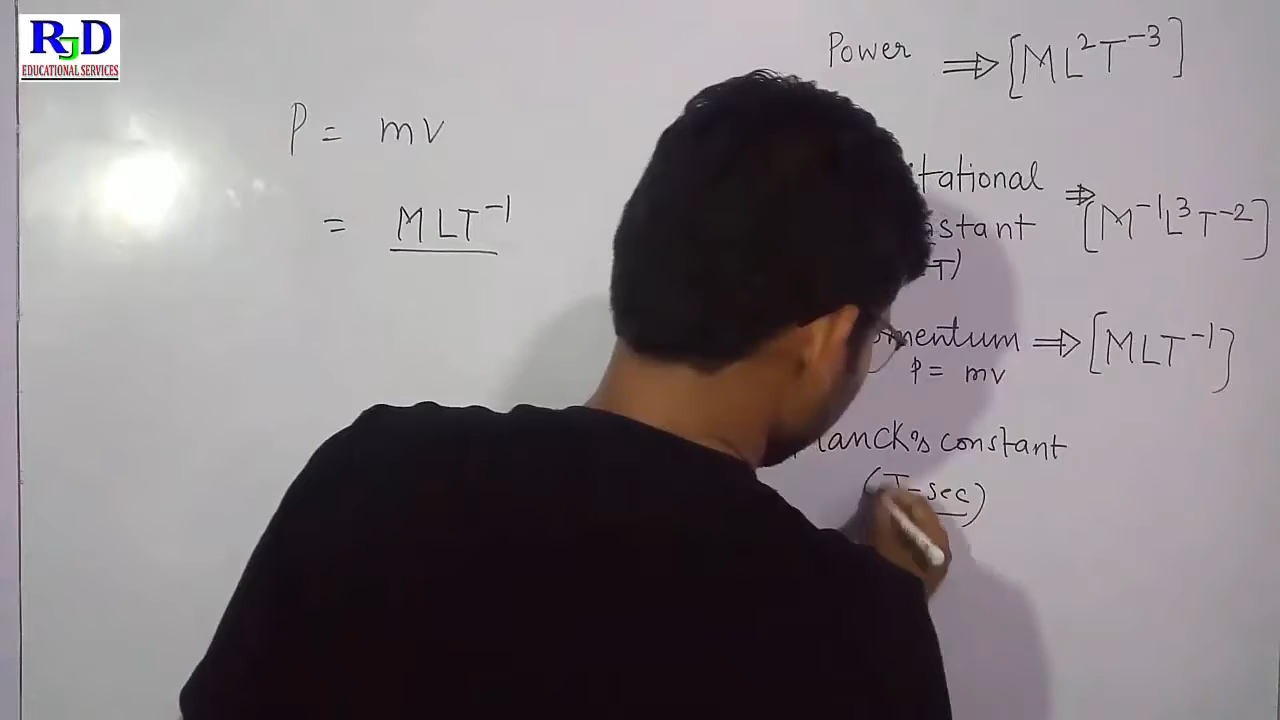 RJD
EDUCATIONAL SERVICES
P = mv
= MLT⁻¹
Power ⇒ [ML²T⁻³]
itational
stant ⇒ [M⁻¹L³T⁻²]
mentum ⇒ [MLT⁻¹]
p = mv
lanck's constant
(J-sec)